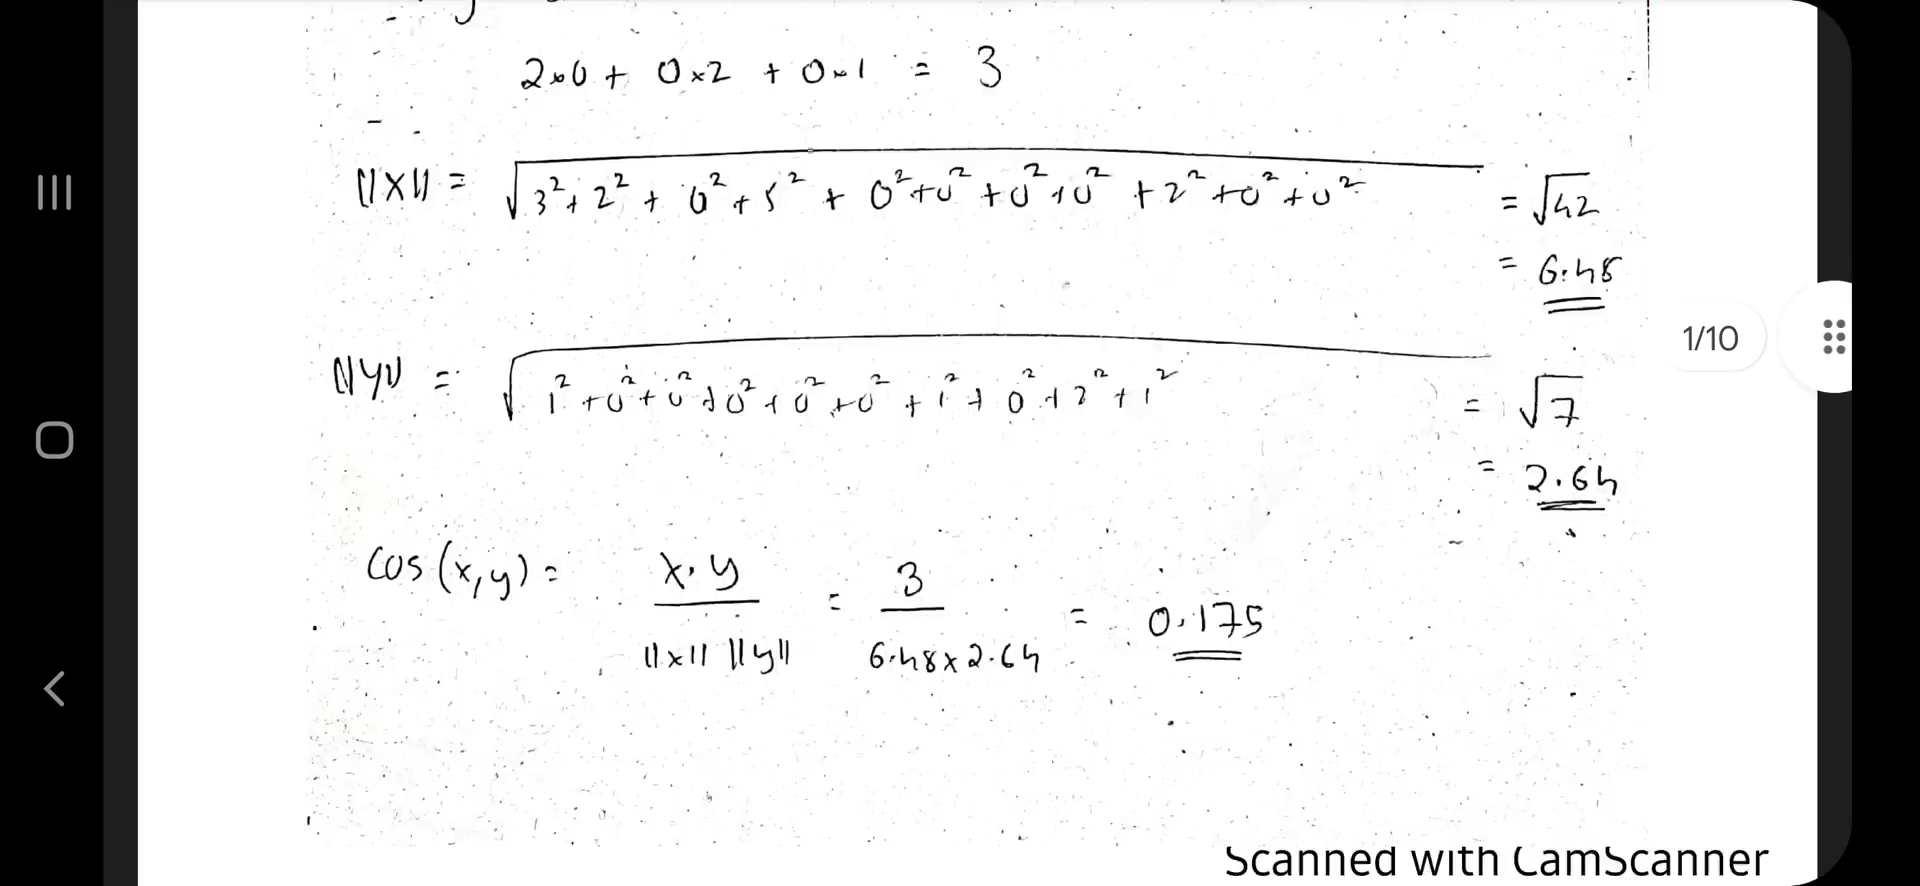 2×0 + 0×2 + 0×1 = 3
||X|| = √3² + 2² + 0² + 5² + 0² + 0² + 0² + 0² + 2² + 0² + 0² = √42
= 6.48
||y|| = √1² + 0² + 0² + 0² + 0² + 0² + 1² + 0² + 2² + 1² = √7
= 2.64
1/10
cos (x, y) = x . y / ||x|| ||y|| = 3 / 6.48 × 2.64 = 0.175
Scanned with CamScanner